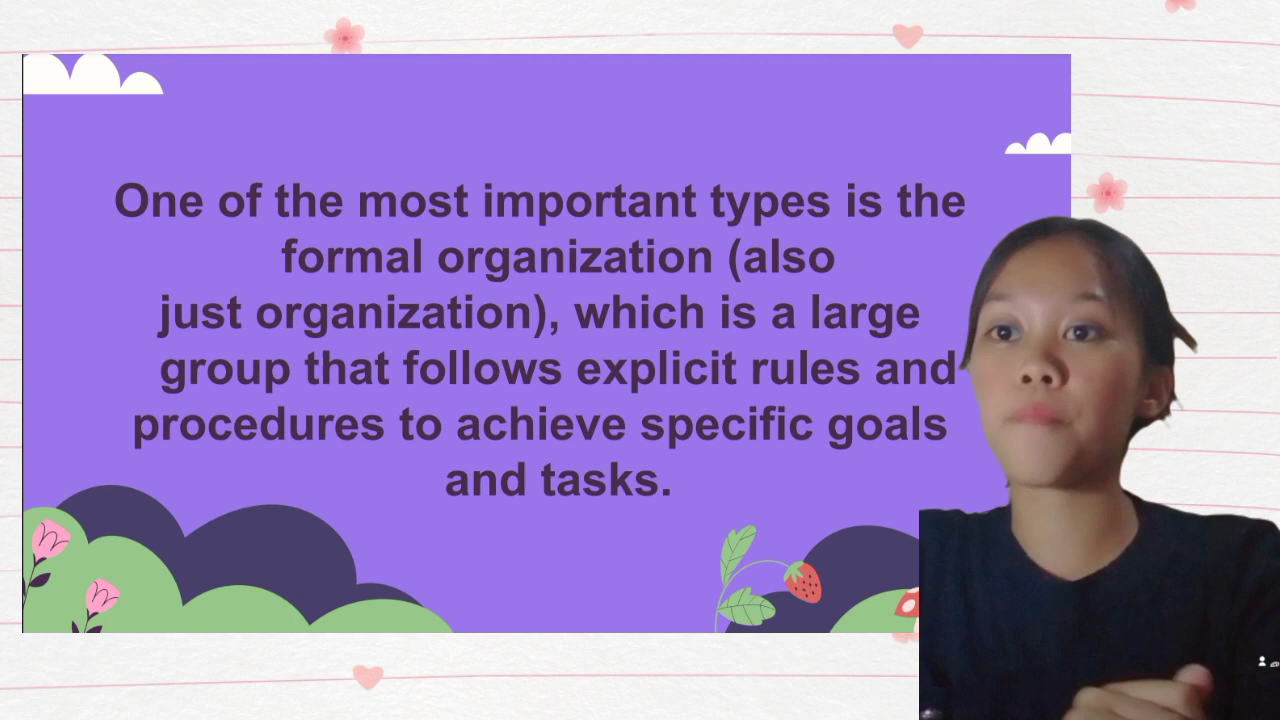 One of the most important types is the
formal organization (also
just organization), which is a large
group that follows explicit rules and
procedures to achieve specific goals
and tasks.